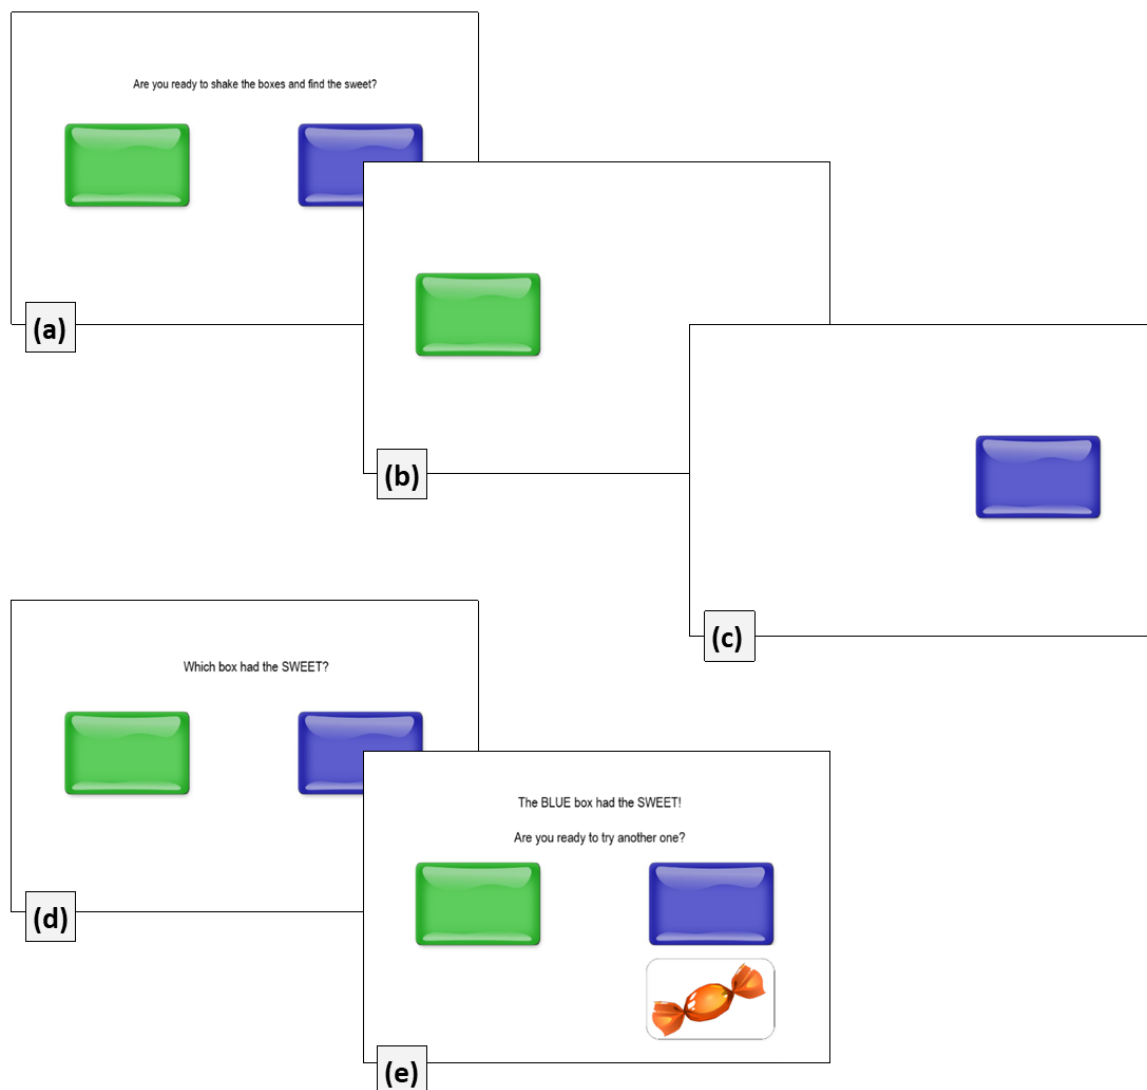 Are you ready to shake the boxes and find the sweet?
(a)
(b)
(c)
Which box had the SWEET?
(d)
The BLUE box had the SWEET!
Are you ready to try another one?
(e)